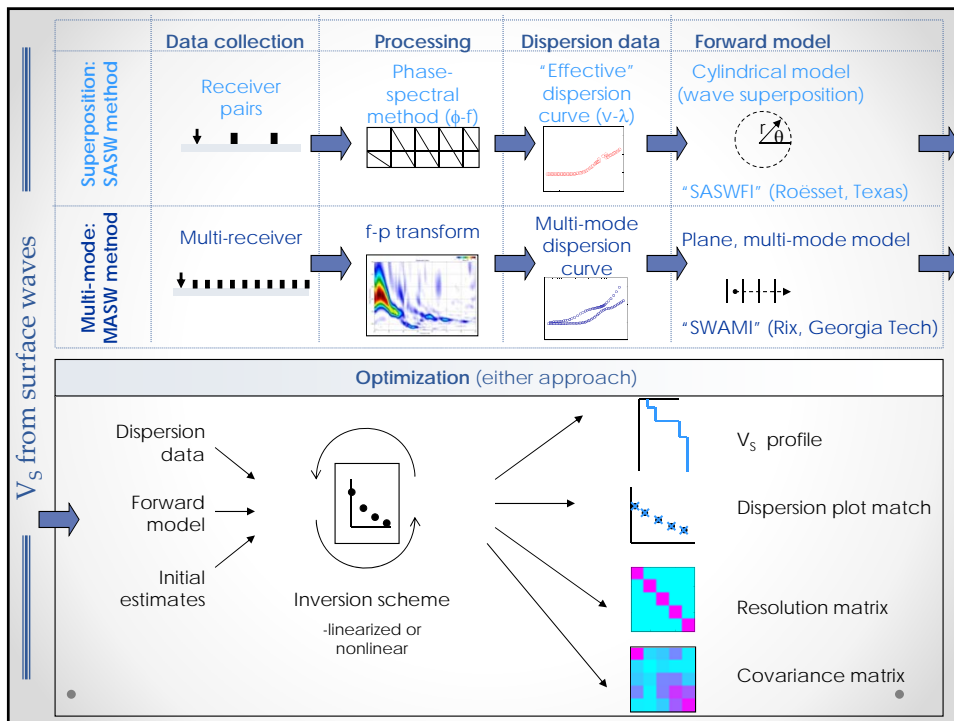 V_S from surface waves
Data collection
Processing
Dispersion data
Forward model
Superposition:
SASW method
Receiver
pairs
Phase-
spectral
method (ϕ-f)
"Effective"
dispersion
curve (v-λ)
Cylindrical model
(wave superposition)
r
θ
"SASWFI" (Roësset, Texas)
Multi-mode:
MASW method
Multi-receiver
f-p transform
Multi-mode
dispersion
curve
Plane, multi-mode model
"SWAMI" (Rix, Georgia Tech)
Optimization (either approach)
Dispersion
data
Forward
model
Initial
estimates
Inversion scheme
-linearized or
nonlinear
V_S profile
Dispersion plot match
Resolution matrix
Covariance matrix